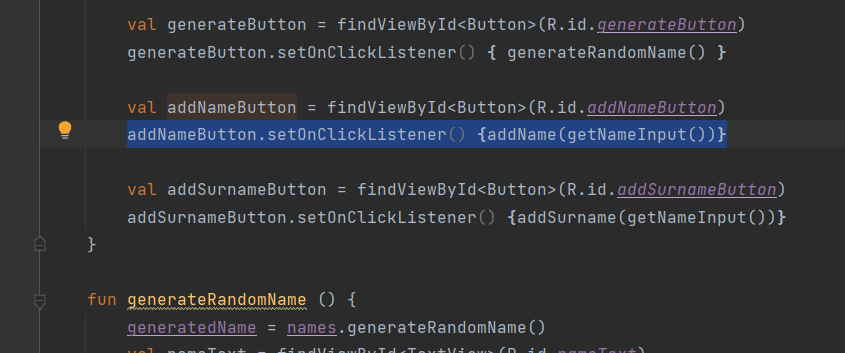 val generateButton = findViewById<Button>(R.id.generateButton)
generateButton.setOnClickListener() { generateRandomName() }
val addNameButton = findViewById<Button>(R.id.addNameButton)
addNameButton.setOnClickListener() {addName(getNameInput())}
val addSurnameButton = findViewById<Button>(R.id.addSurnameButton)
addSurnameButton.setOnClickListener() {addSurname(getNameInput())}
}
fun generateRandomName () {
generatedName = names.generateRandomName()
val nameText = findViewById<TextView>(R.id.nameText)